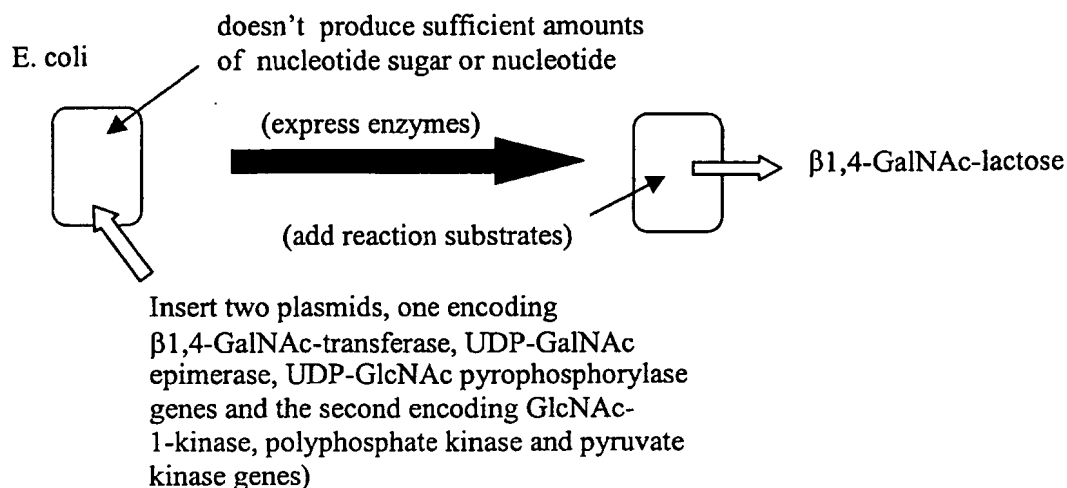 doesn't produce sufficient amounts
of nucleotide sugar or nucleotide
E. coli
(express enzymes)
β1,4-GalNAc-lactose
(add reaction substrates)
Insert two plasmids, one encoding
β1,4-GalNAc-transferase, UDP-GalNAc
epimerase, UDP-GlcNAc pyrophosphorylase
genes and the second encoding GlcNAc-
1-kinase, polyphosphate kinase and pyruvate
kinase genes)